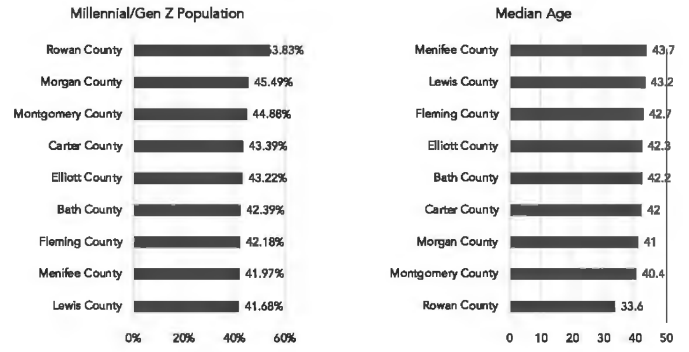 Millennial/Gen Z Population
Rowan County 53.83%
Morgan County 45.49%
Montgomery County 44.88%
Carter County 43.39%
Elliott County 43.22%
Bath County 42.39%
Fleming County 42.18%
Menifee County 41.97%
Lewis County 41.68%
0% 20% 40% 60%
Median Age
Menifee County 43.7
Lewis County 43.2
Fleming County 42.7
Elliott County 42.3
Bath County 42.2
Carter County 42
Morgan County 41
Montgomery County 40.4
Rowan County 33.6
0 10 20 30 40 50